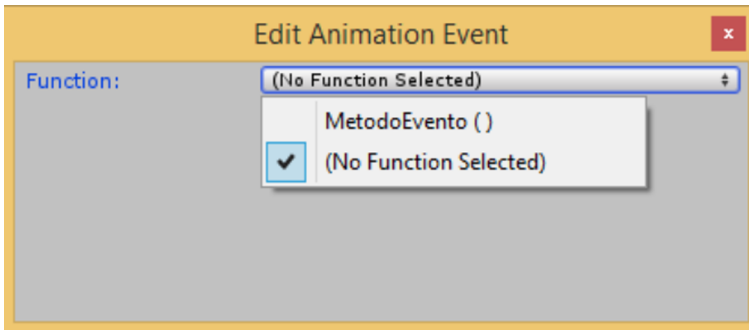 Edit Animation Event
x
Function:
(No Function Selected)
MetodoEvento ( )
(No Function Selected)